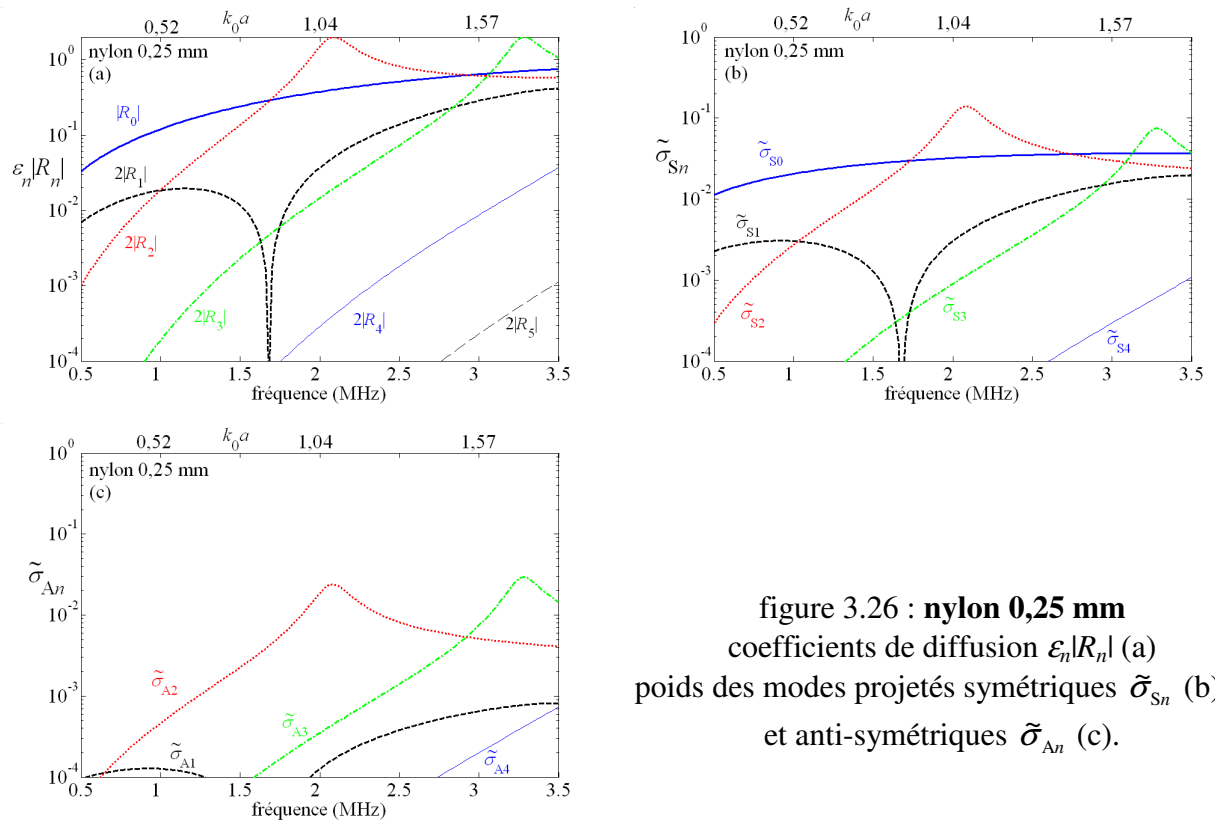 0,52 k₀a 1,04 1,57
nylon 0,25 mm
(a)
10⁰
10⁻¹
10⁻²
10⁻³
10⁻⁴
εₙ|Rₙ|
|R₀|
2|R₁|
2|R₂|
2|R₃|
2|R₄|
2|R₅|
0.5 1 1.5 2 2.5 3 3.5
fréquence (MHz)
0,52 k₀a 1,04 1,57
nylon 0,25 mm
(b)
10⁰
10⁻¹
10⁻²
10⁻³
10⁻⁴
σ̃Sn
σ̃S0
σ̃S1
σ̃S2
σ̃S3
σ̃S4
0.5 1 1.5 2 2.5 3 3.5
fréquence (MHz)
0,52 k₀a 1,04 1,57
nylon 0,25 mm
(c)
10⁰
10⁻¹
10⁻²
10⁻³
10⁻⁴
σ̃An
σ̃A2
σ̃A1
σ̃A3
σ̃A4
0.5 1 1.5 2 2.5 3 3.5
fréquence (MHz)
figure 3.26 : nylon 0,25 mm
coefficients de diffusion εₙ|Rₙ| (a)
poids des modes projetés symétriques σ̃Sn (b)
et anti-symétriques σ̃An (c).